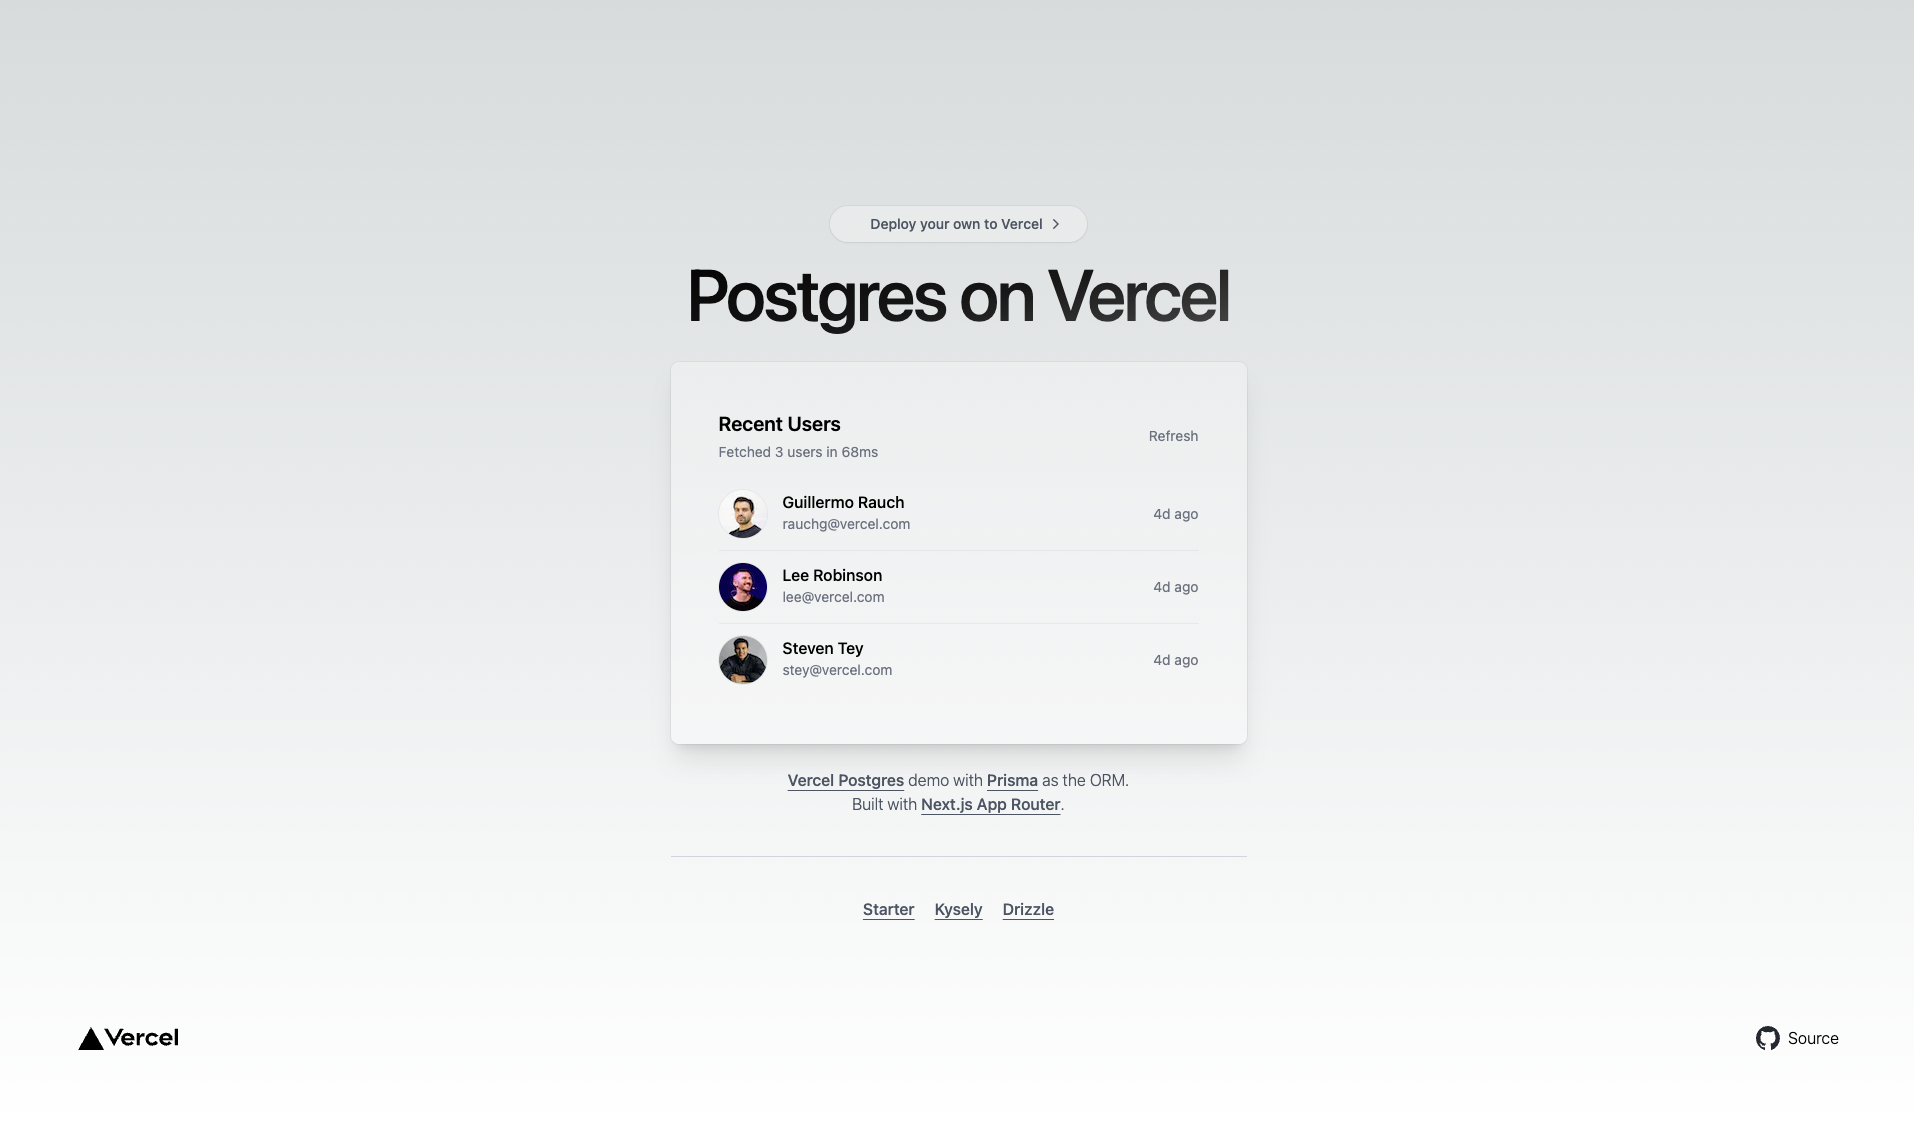 Deploy your own to Vercel
Postgres on Vercel
Recent Users
Fetched 3 users in 68ms
Refresh
Guillermo Rauch
rauchg@vercel.com
4d ago
Lee Robinson
lee@vercel.com
4d ago
Steven Tey
stey@vercel.com
4d ago
Vercel Postgres demo with Prisma as the ORM.
Built with Next.js App Router.
Starter Kysely Drizzle
Vercel
Source